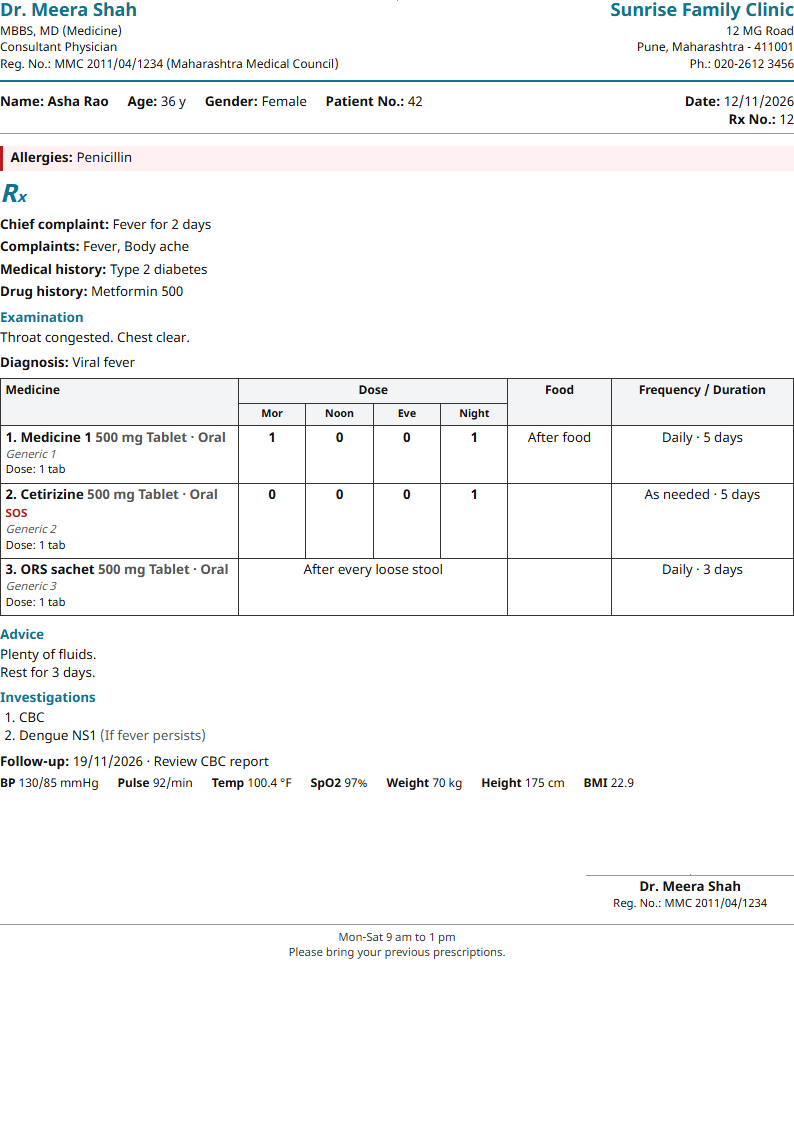 Dr. Meera Shah
MBBS, MD (Medicine)
Consultant Physician
Reg. No.: MMC 2011/04/1234 (Maharashtra Medical Council)
Sunrise Family Clinic
12 MG Road
Pune, Maharashtra - 411001
Ph.: 020-2612 3456
Name: Asha Rao Age: 36 y Gender: Female Patient No.: 42
Date: 12/11/2026
Rx No.: 12
Allergies: Penicillin
Rx
Chief complaint: Fever for 2 days
Complaints: Fever, Body ache
Medical history: Type 2 diabetes
Drug history: Metformin 500
Examination
Throat congested. Chest clear.
Diagnosis: Viral fever
Medicine Dose Food Frequency / Duration
Mor Noon Eve Night
1. Medicine 1 500 mg Tablet · Oral 1 0 0 1 After food Daily · 5 days
Generic 1
Dose: 1 tab
2. Cetirizine 500 mg Tablet · Oral 0 0 0 1 As needed · 5 days
SOS
Generic 2
Dose: 1 tab
3. ORS sachet 500 mg Tablet · Oral After every loose stool Daily · 3 days
Generic 3
Dose: 1 tab
Advice
Plenty of fluids.
Rest for 3 days.
Investigations
1. CBC
2. Dengue NS1 (If fever persists)
Follow-up: 19/11/2026 · Review CBC report
BP 130/85 mmHg Pulse 92/min Temp 100.4 °F SpO2 97% Weight 70 kg Height 175 cm BMI 22.9
Dr. Meera Shah
Reg. No.: MMC 2011/04/1234
Mon-Sat 9 am to 1 pm
Please bring your previous prescriptions.